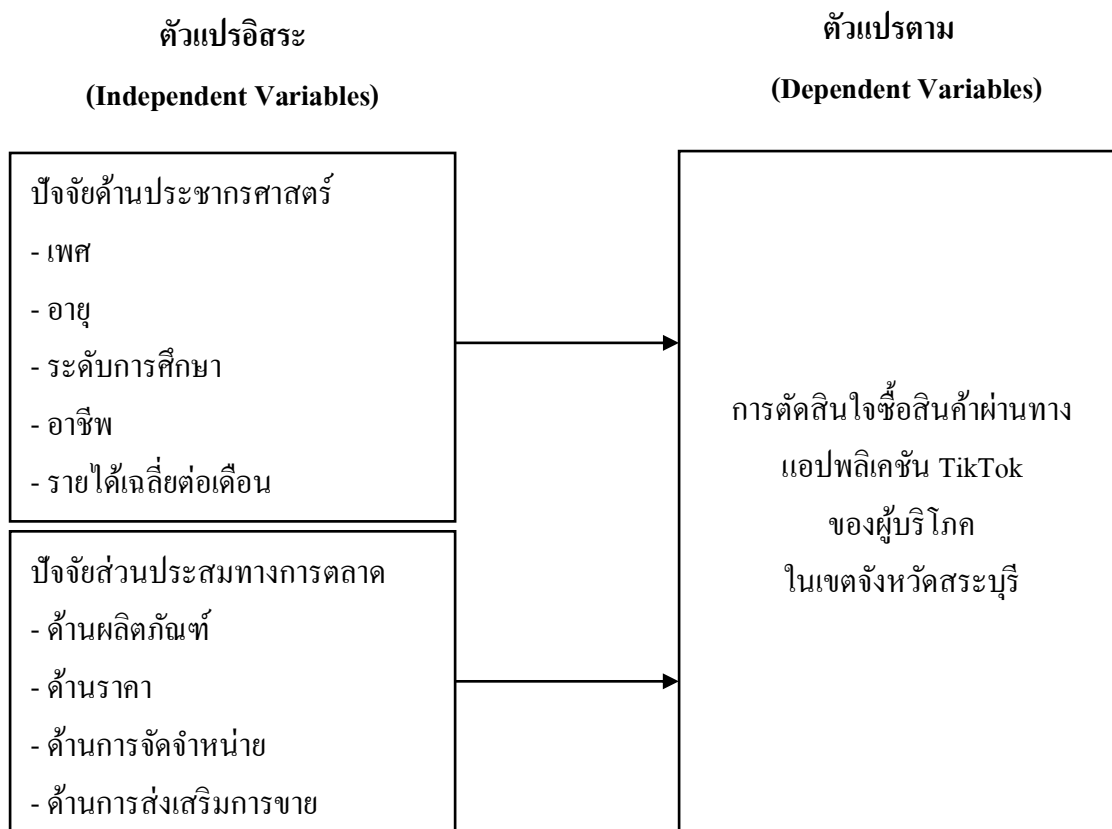 ตัวแปรอิสระ
(Independent Variables)
ปัจจัยด้านประชากรศาสตร์
- เพศ
- อายุ
- ระดับการศึกษา
- อาชีพ
- รายได้เฉลี่ยต่อเดือน
ปัจจัยส่วนประสมทางการตลาด
- ด้านผลิตภัณฑ์
- ด้านราคา
- ด้านการจัดจำหน่าย
- ด้านการส่งเสริมการขาย
ตัวแปรตาม
(Dependent Variables)
การตัดสินใจซื้อสินค้าผ่านทาง
แอปพลิเคชัน TikTok
ของผู้บริโภค
ในเขตจังหวัดสระบุรี